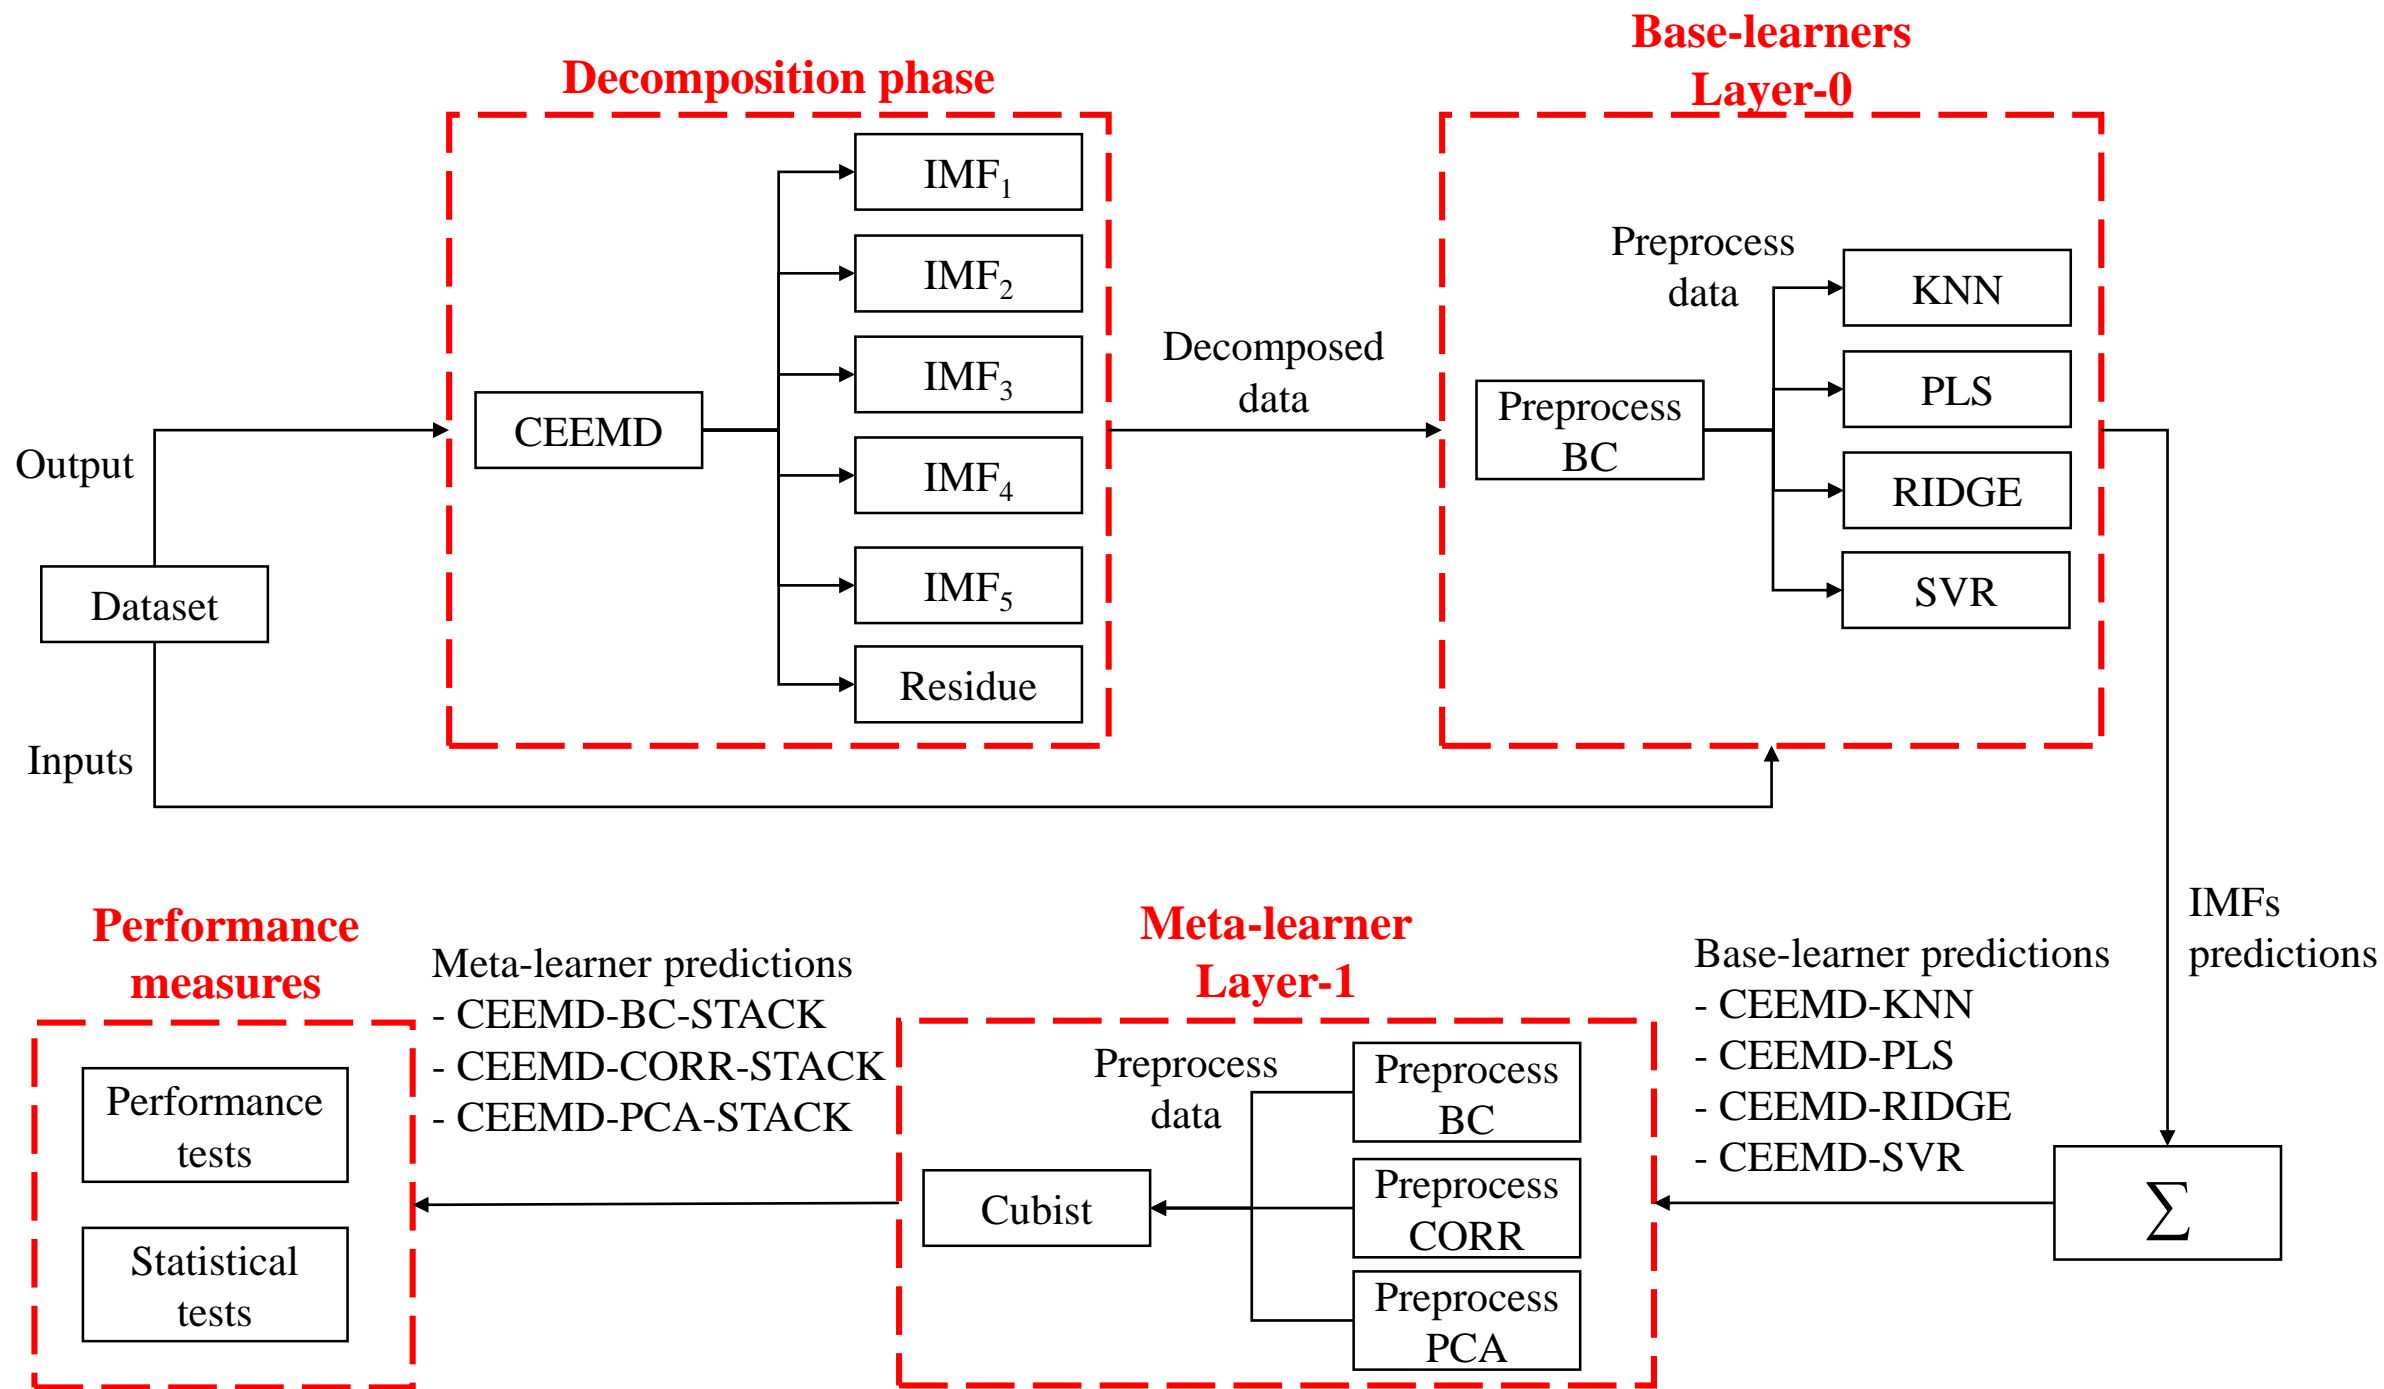 Decomposition phase
IMF1
IMF2
IMF3
CEEMD
IMF4
IMF5
Residue
Output
Dataset
Inputs
Decomposed
data
Base-learners
Layer-0
Preprocess
data
KNN
PLS
Preprocess
BC
RIDGE
SVR
IMFs
predictions
∑
Base-learner predictions
- CEEMD-KNN
- CEEMD-PLS
- CEEMD-RIDGE
- CEEMD-SVR
Meta-learner
Layer-1
Preprocess
data
Preprocess
BC
Preprocess
CORR
Preprocess
PCA
Cubist
Meta-learner predictions
- CEEMD-BC-STACK
- CEEMD-CORR-STACK
- CEEMD-PCA-STACK
Performance
measures
Performance
tests
Statistical
tests